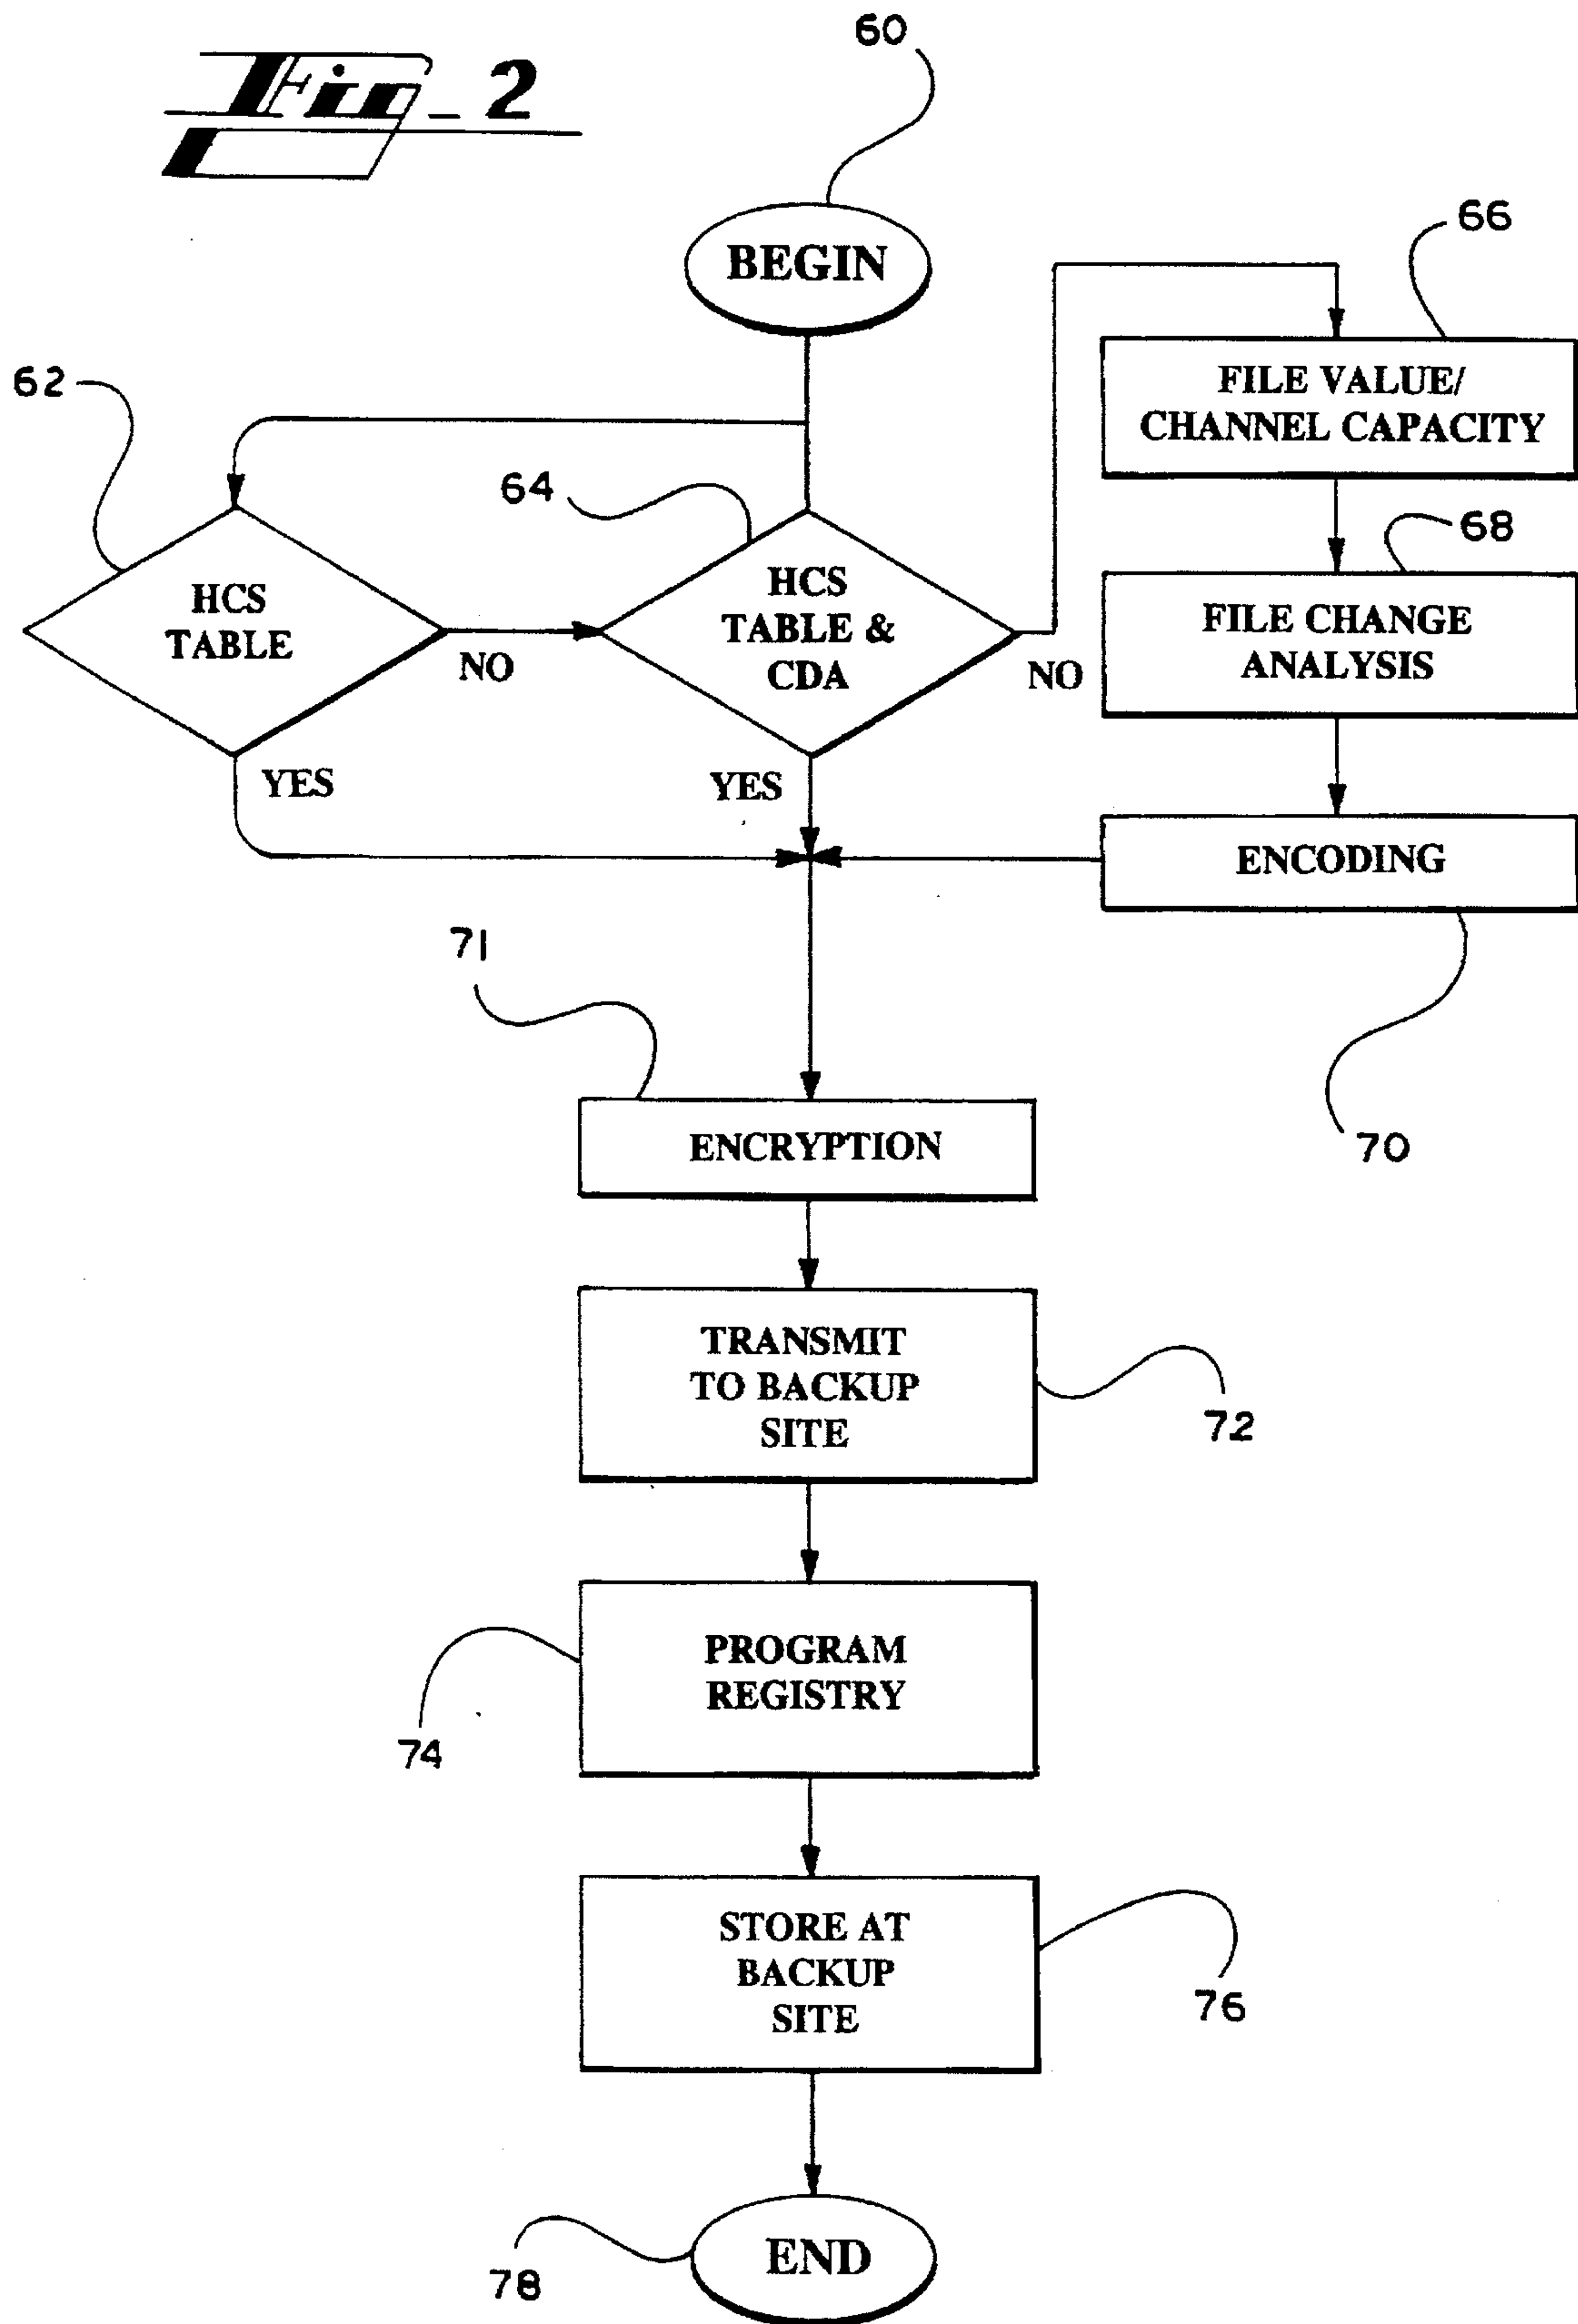 Fig_2
60
BEGIN
66
FILE VALUE/
CHANNEL CAPACITY
62
64
68
HCS
TABLE
NO
HCS
TABLE &
CDA
NO
FILE CHANGE
ANALYSIS
YES
YES
ENCODING
71
70
ENCRYPTION
TRANSMIT
TO BACKUP
SITE
72
PROGRAM
REGISTRY
74
STORE AT
BACKUP
SITE
76
END
78